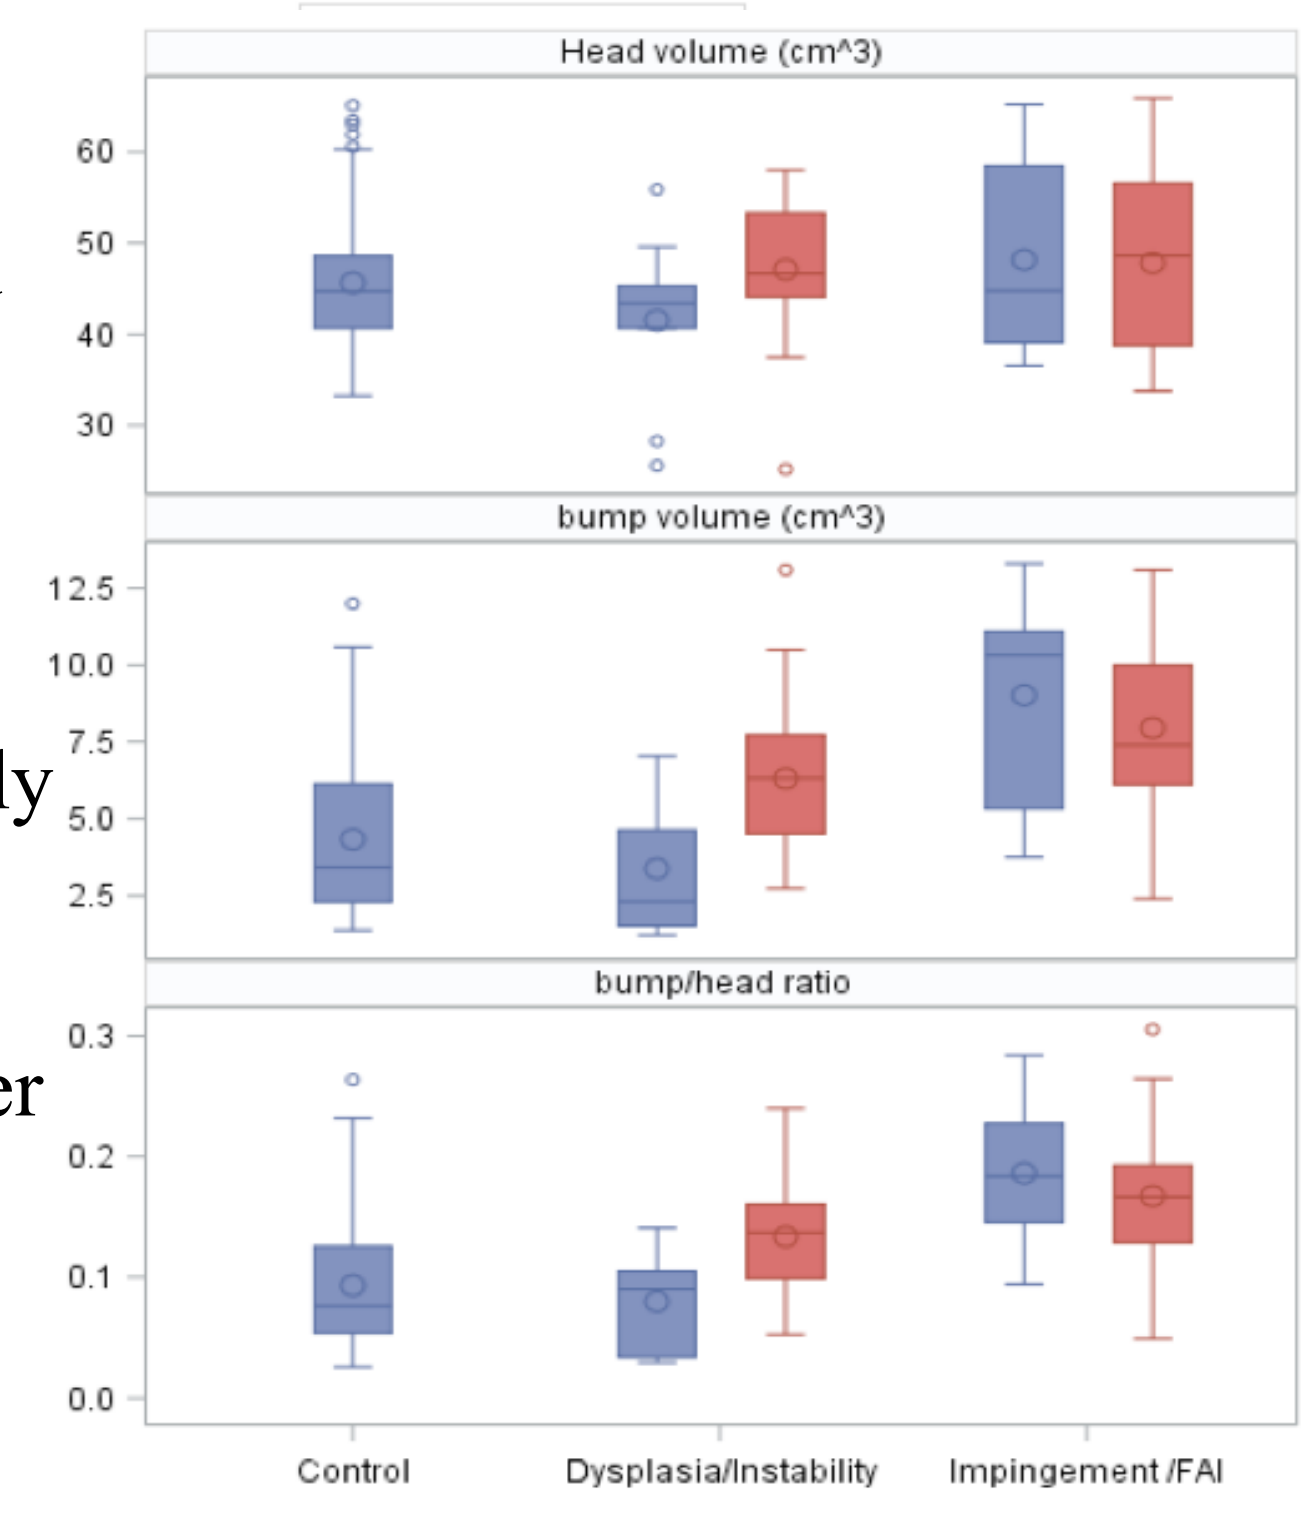 Head volume (cm^3)
60
50
40
30
bump volume (cm^3)
12.5
10.0
7.5
ly
5.0
2.5
bump/head ratio
0.3
er
0.2
0.1
0.0
Control Dysplasia/Instability Impingement /FAI